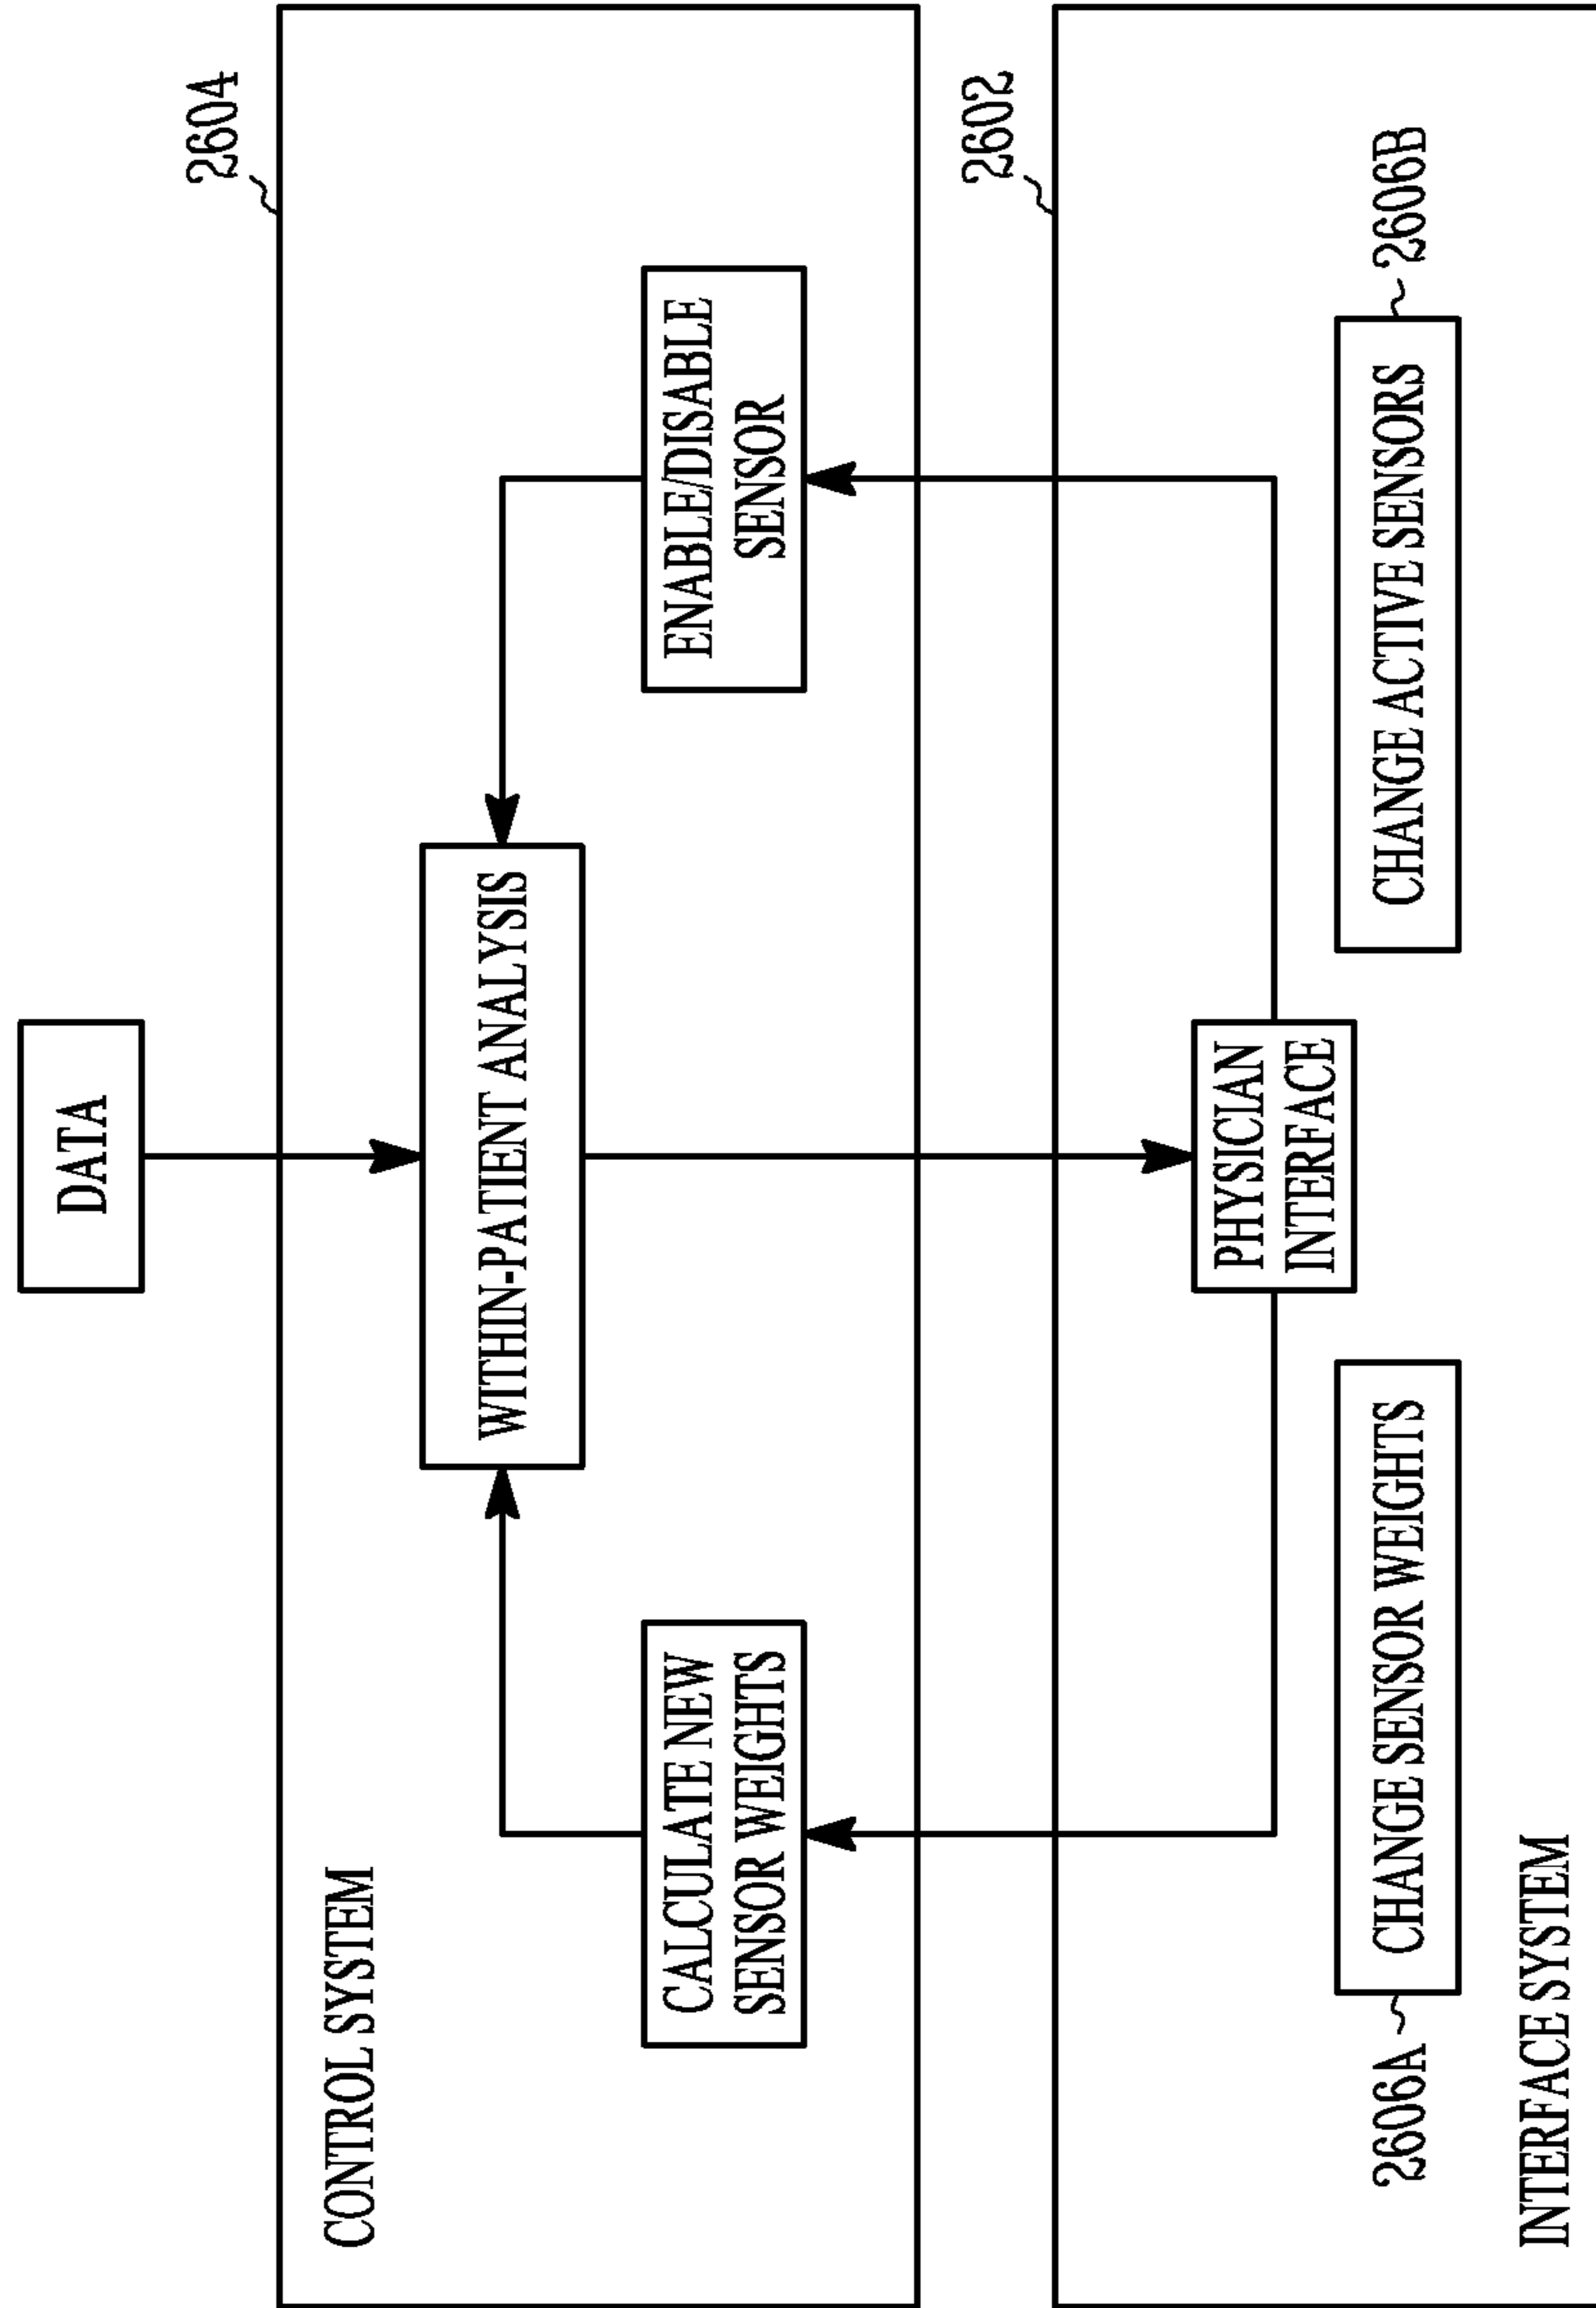 DATA
2604
CONTROL SYSTEM
WITHIN-PATIENT ANALYSIS
CALCULATE NEW
SENSOR WEIGHTS
ENABLE/DISABLE
SENSOR
2602
PHYSICIAN
INTERFACE
2606A
CHANGE SENSOR WEIGHTS
CHANGE ACTIVE SENSORS
2606B
INTERFACE SYSTEM